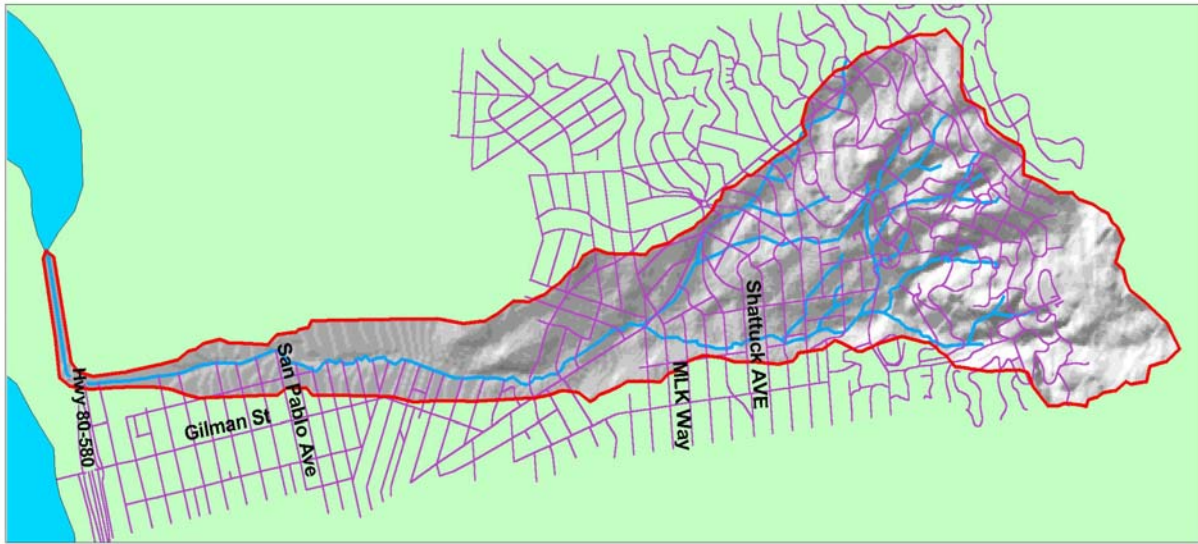 Hwy 80-580
Gilman St
San Pablo Ave
MLK Way
Shattuck AVE